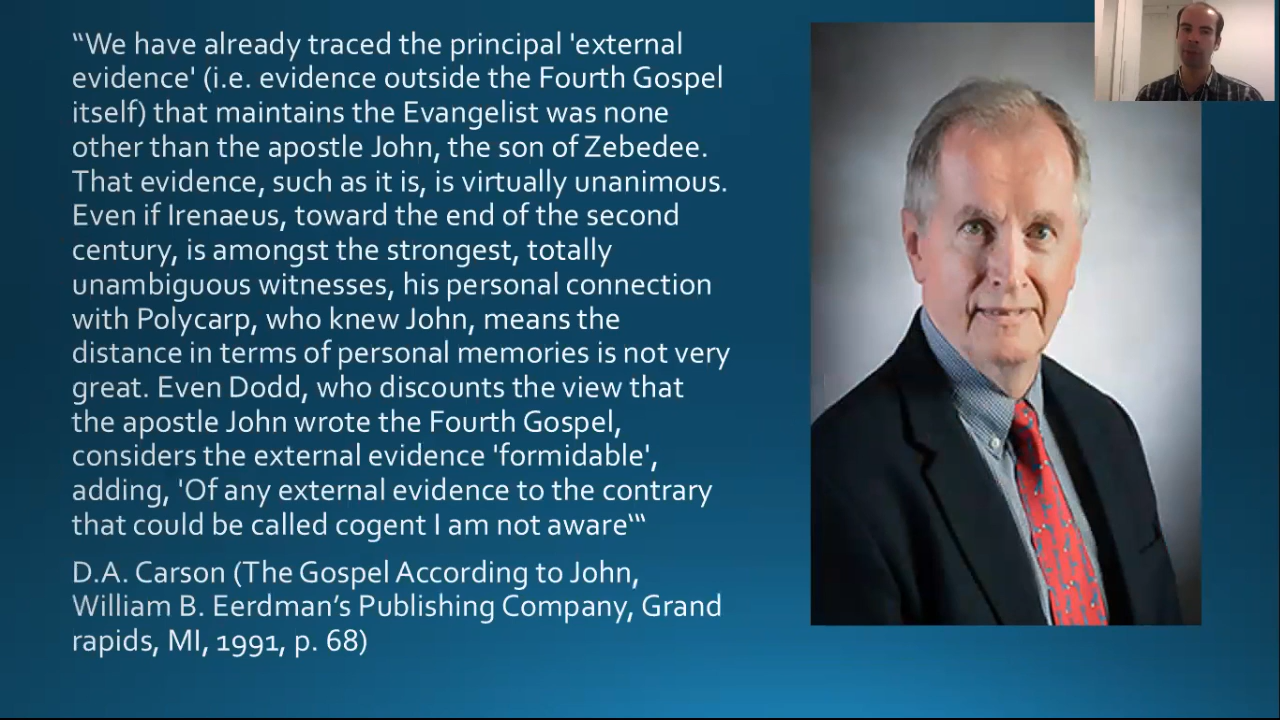 “We have already traced the principal 'external
evidence' (i.e. evidence outside the Fourth Gospel
itself) that maintains the Evangelist was none
other than the apostle John, the son of Zebedee.
That evidence, such as it is, is virtually unanimous.
Even if Irenaeus, toward the end of the second
century, is amongst the strongest, totally
unambiguous witnesses, his personal connection
with Polycarp, who knew John, means the
distance in terms of personal memories is not very
great. Even Dodd, who discounts the view that
the apostle John wrote the Fourth Gospel,
considers the external evidence 'formidable',
adding, 'Of any external evidence to the contrary
that could be called cogent I am not aware‘“
D.A. Carson (The Gospel According to John,
William B. Eerdman’s Publishing Company, Grand
rapids, MI, 1991, p. 68)